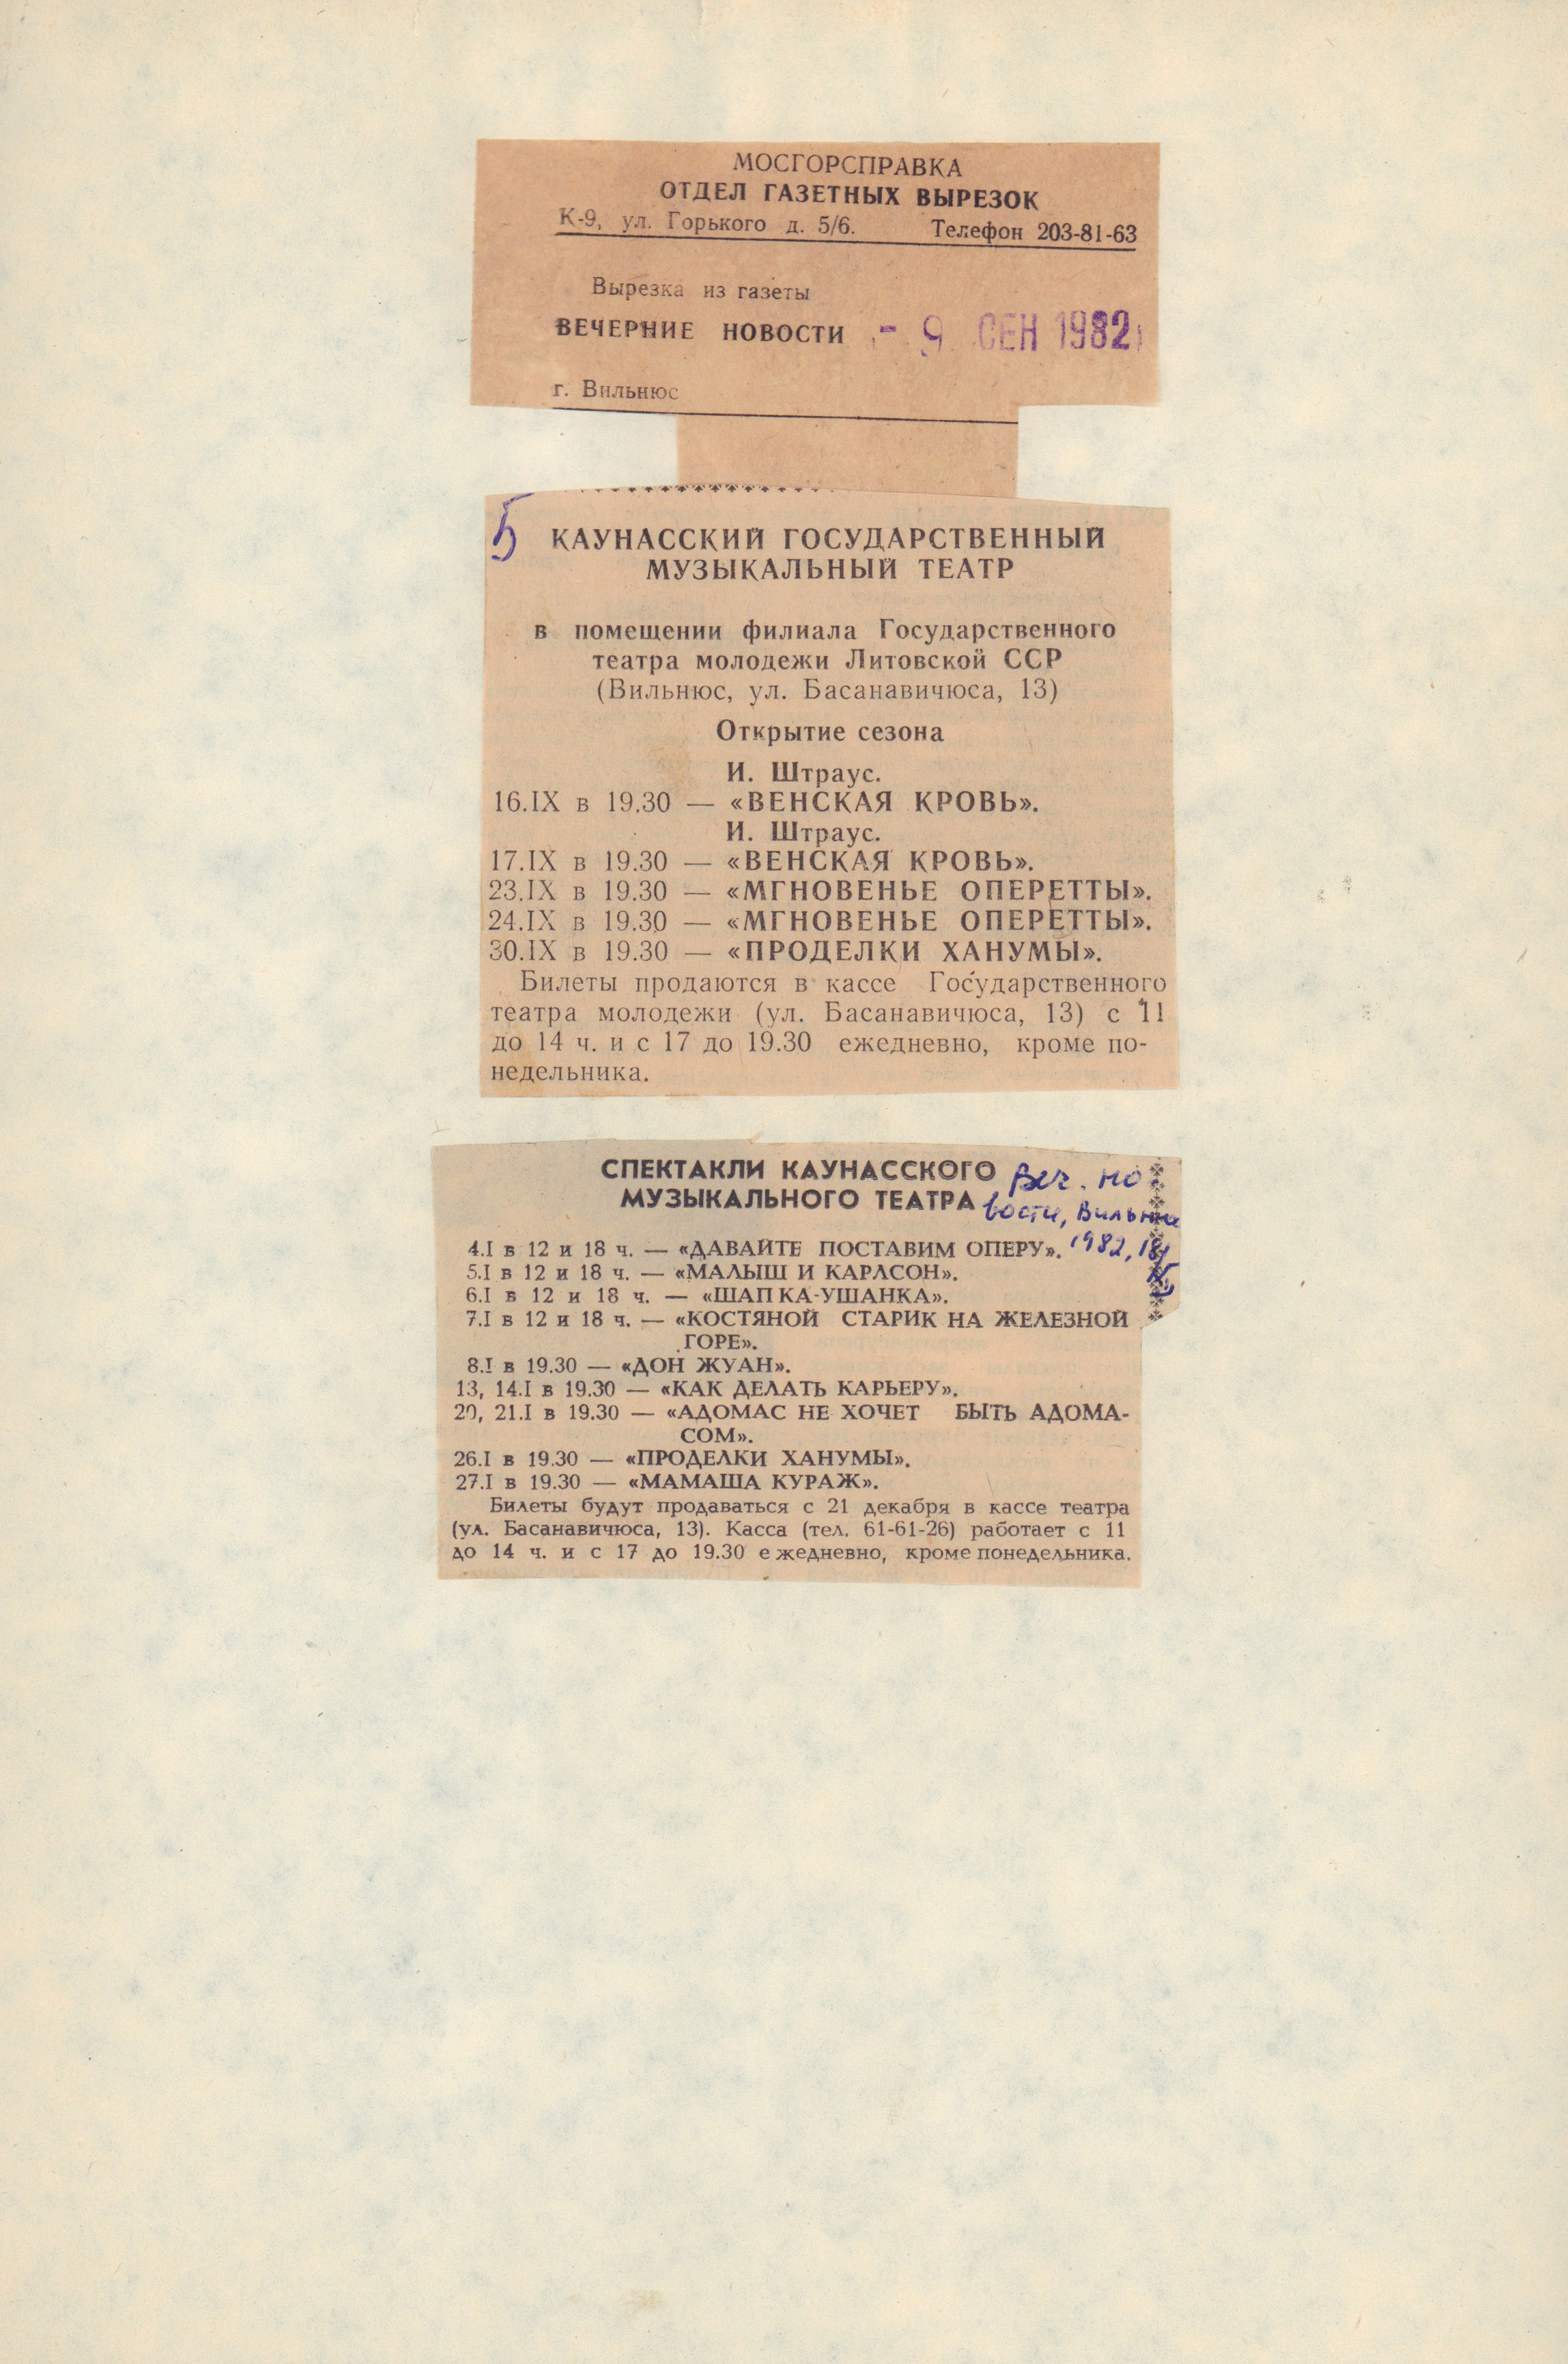 МОСГОРСПРАВКА
ОТДЕЛ ГАЗЕТНЫХ ВЫРЕЗОК
К-9, ул. Горького д. 5/6. Телефон 203-81-63
Вырезка из газеты
ВЕЧЕРНИЕ НОВОСТИ - 9 СЕН 1982
г. Вильнюс
5
КАУНАССКИЙ ГОСУДАРСТВЕННЫЙ
МУЗЫКАЛЬНЫЙ ТЕАТР
в помещении филиала Государственного
театра молодежи Литовской ССР
(Вильнюс, ул. Басанавичюса, 13)
Открытие сезона
И. Штраус.
16.IX в 19.30 — «ВЕНСКАЯ КРОВЬ».
И. Штраус.
17.IX в 19.30 — «ВЕНСКАЯ КРОВЬ».
23.IX в 19.30 — «МГНОВЕНЬЕ ОПЕРЕТТЫ».
24.IX в 19.30 — «МГНОВЕНЬЕ ОПЕРЕТТЫ».
30.IX в 19.30 — «ПРОДЕЛКИ ХАНУМЫ».
Билеты продаются в кассе Государственного
театра молодежи (ул. Басанавичюса, 13) с 11
до 14 ч. и с 17 до 19.30 ежедневно, кроме по-
недельника.
СПЕКТАКЛИ КАУНАССКОГО
МУЗЫКАЛЬНОГО ТЕАТРА
Веч. но
вости, Вильнюс
1982, 18/
4.I в 12 и 18 ч. — «ДАВАЙТЕ ПОСТАВИМ ОПЕРУ».
5.I в 12 и 18 ч. — «МАЛЫШ И КАРЛСОН».
6.I в 12 и 18 ч. — «ШАПКА-УШАНКА».
7.I в 12 и 18 ч. — «КОСТЯНОЙ СТАРИК НА ЖЕЛЕЗНОЙ
ГОРЕ».
8.I в 19.30 — «ДОН ЖУАН».
13, 14.I в 19.30 — «КАК ДЕЛАТЬ КАРЬЕРУ».
20, 21.I в 19.30 — «АДОМАС НЕ ХОЧЕТ БЫТЬ АДОМА-
СОМ».
26.I в 19.30 — «ПРОДЕЛКИ ХАНУМЫ».
27.I в 19.30 — «МАМАША КУРАЖ».
Билеты будут продаваться с 21 декабря в кассе театра
(ул. Басанавичюса, 13). Касса (тел. 61-61-26) работает с 11
до 14 ч. и с 17 до 19.30 ежедневно, кроме понедельника.